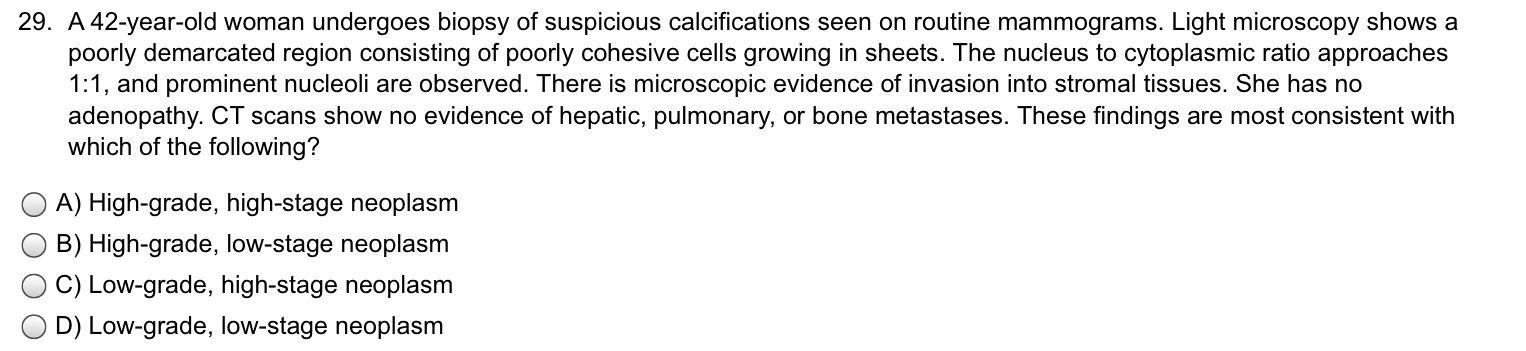 29. A 42-year-old woman undergoes biopsy of suspicious calcifications seen on routine mammograms. Light microscopy shows a
poorly demarcated region consisting of poorly cohesive cells growing in sheets. The nucleus to cytoplasmic ratio approaches
1:1, and prominent nucleoli are observed. There is microscopic evidence of invasion into stromal tissues. She has no
adenopathy. CT scans show no evidence of hepatic, pulmonary, or bone metastases. These findings are most consistent with
which of the following?
A) High-grade, high-stage neoplasm
B) High-grade, low-stage neoplasm
C) Low-grade, high-stage neoplasm
D) Low-grade, low-stage neoplasm